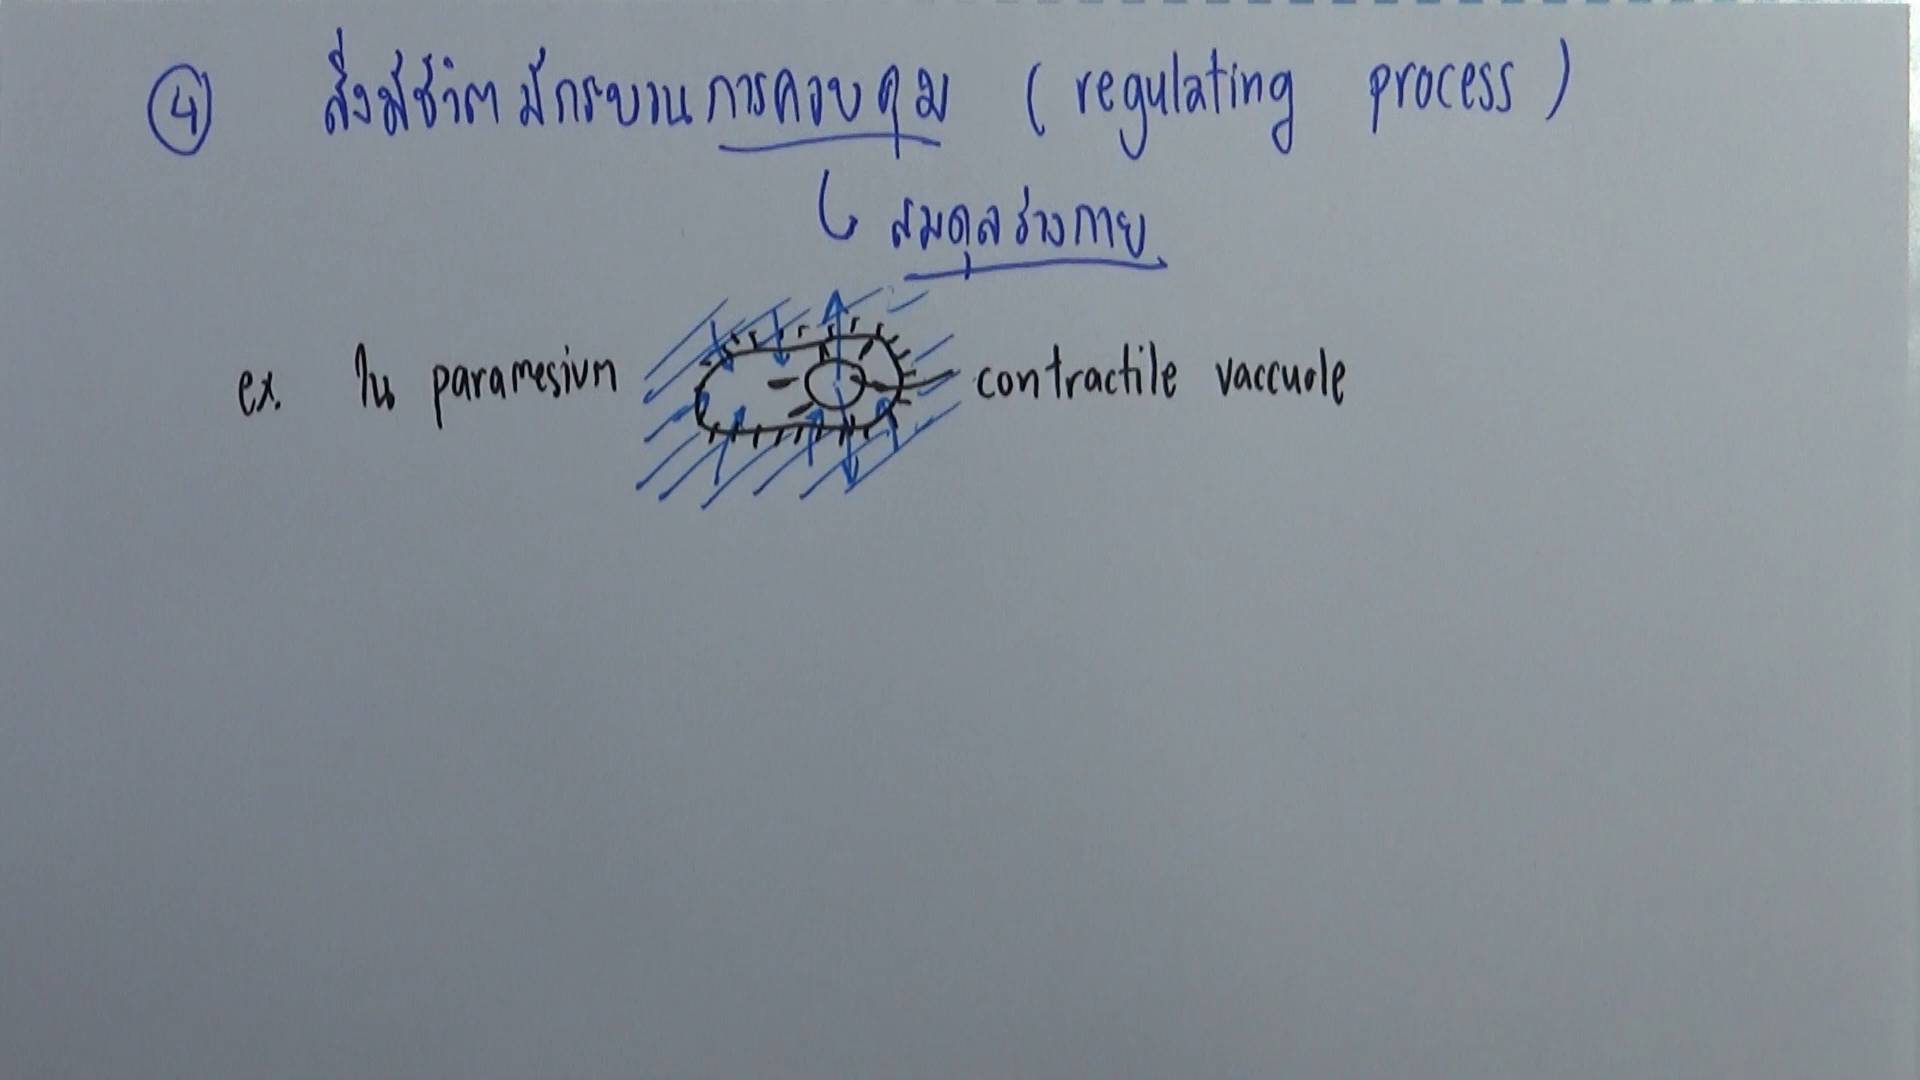 ④ สิ่งมีชีวิต มีกระบวนการควบคุม ( regulating process )
สมดุลร่างกาย
ex. ใน paramesium contractile vaccuole